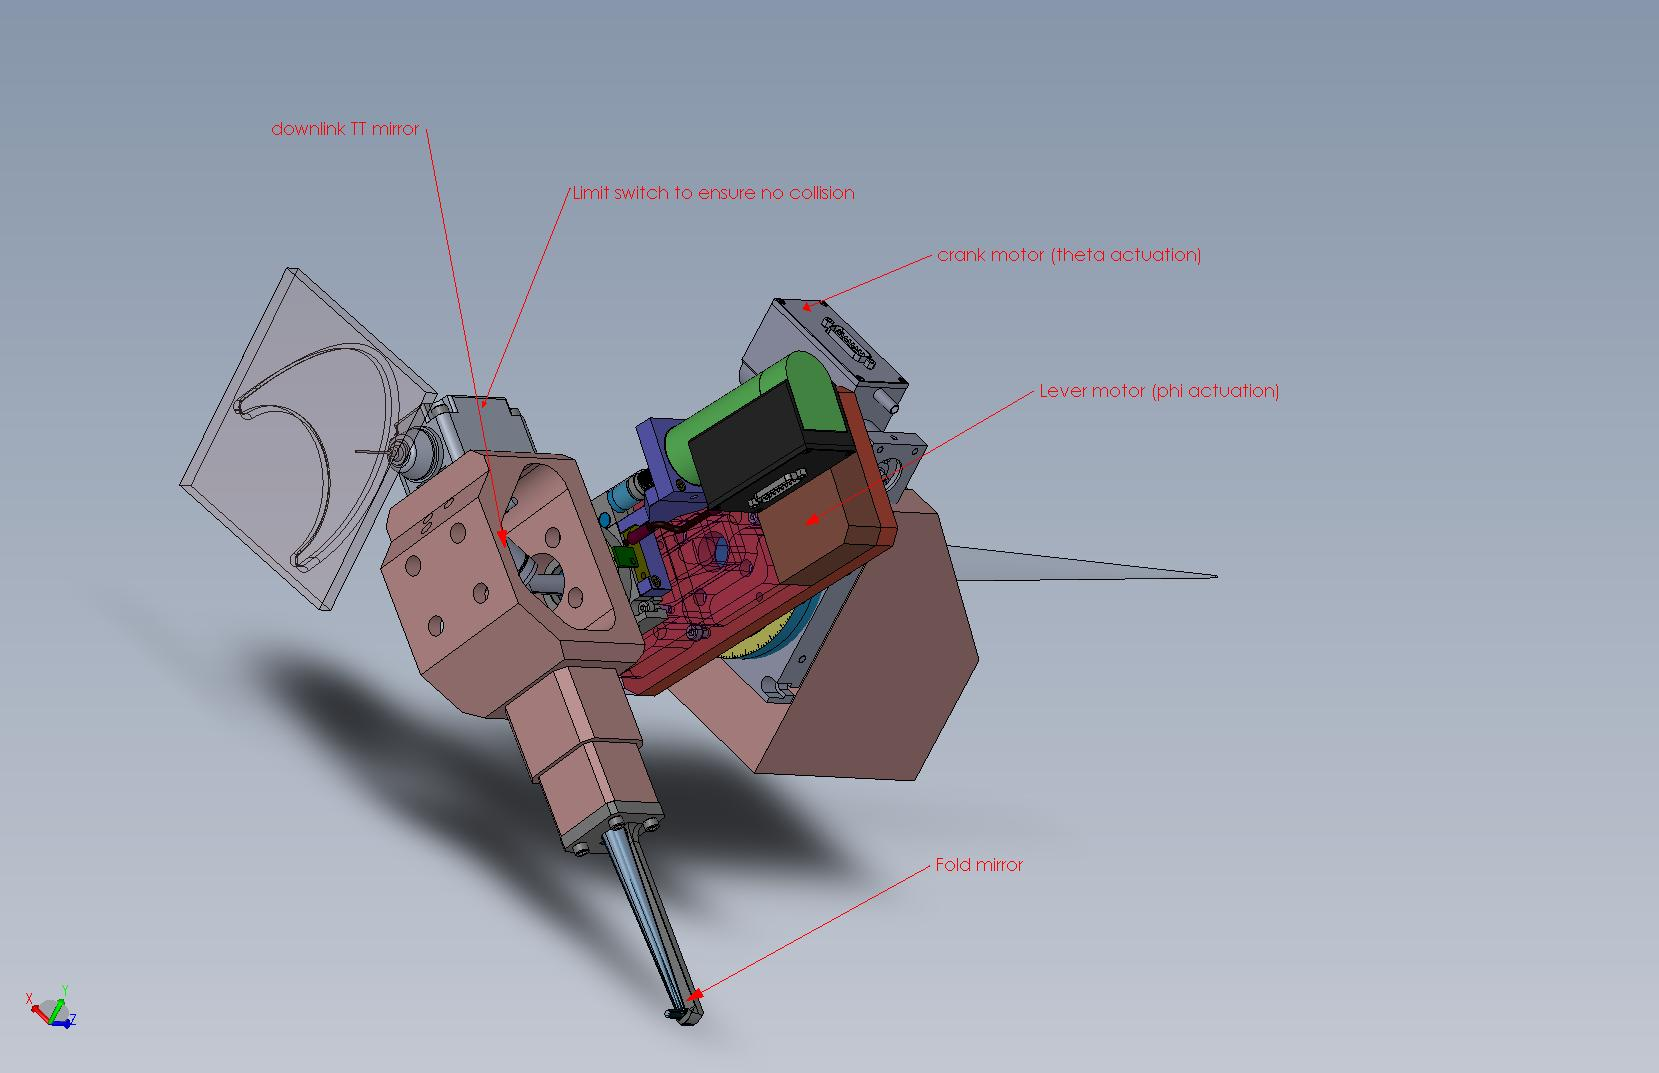 downlink TT mirror
Limit switch to ensure no collision
crank motor (theta actuation)
Lever motor (phi actuation)
Fold mirror
X
Y
Z